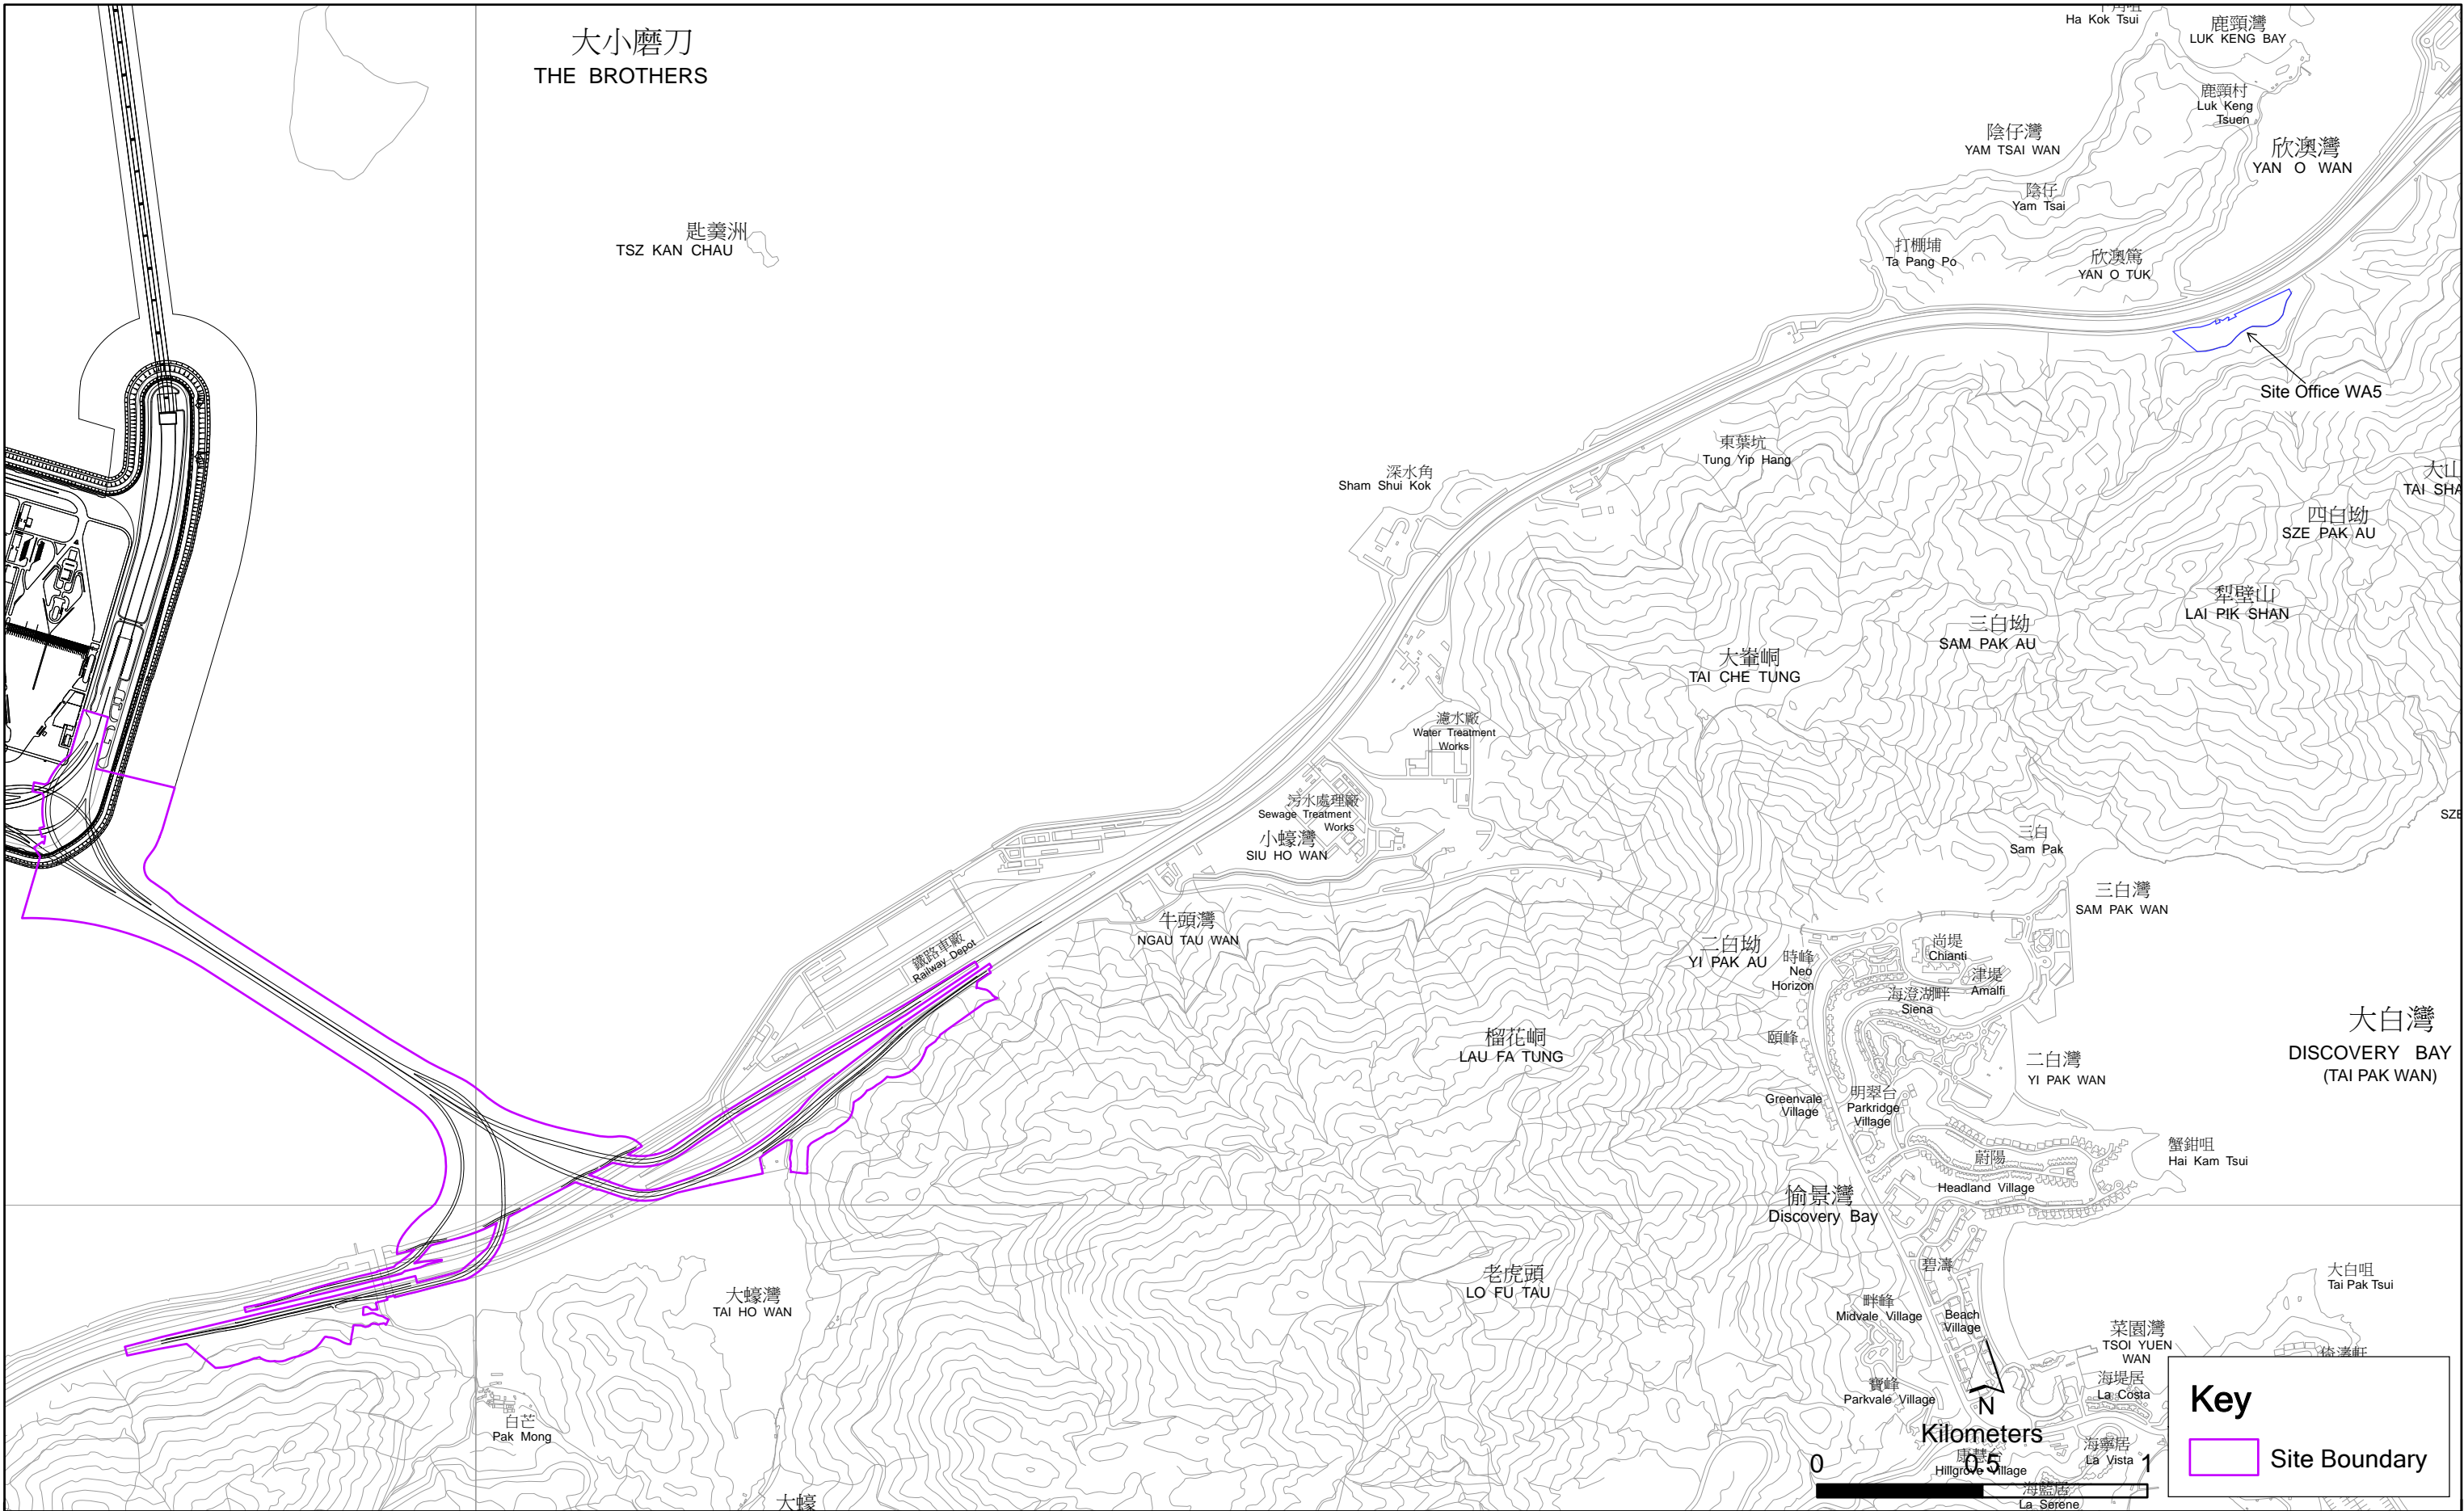 大小磨刀
THE BROTHERS
Ha Kok Tsui
鹿頸灣
LUK KENG BAY
鹿頸村
Luk Keng
Tsuen
陰仔灣
YAM TSAI WAN
欣澳灣
YAN O WAN
陰仔
Yam Tsai
匙羹洲
TSZ KAN CHAU
打棚埔
Ta Pang Po
欣澳篤
YAN O TUK
Site Office WA5
東葉坑
Tung Yip Hang
深水角
Sham Shui Kok
大山
TAI SHA
四白坳
SZE PAK AU
犁壁山
LAI PIK SHAN
三白坳
SAM PAK AU
大輋峒
TAI CHE TUNG
濾水廠
Water Treatment
Works
污水處理廠
Sewage Treatment
Works
小蠔灣
SIU HO WAN
SZE
三白
Sam Pak
三白灣
SAM PAK WAN
牛頭灣
NGAU TAU WAN
鐵路車廠
Railway Depot
二白坳
YI PAK AU
時峰
Neo
Horizon
尚堤
Chianti
津堤
Amalfi
海澄湖畔
Siena
大白灣
DISCOVERY BAY
(TAI PAK WAN)
榴花峒
LAU FA TUNG
頤峰
二白灣
YI PAK WAN
Greenvale
Village
明翠台
Parkridge
Village
蟹鉗咀
Hai Kam Tsui
蔚陽
Headland Village
愉景灣
Discovery Bay
碧濤
老虎頭
LO FU TAU
大白咀
Tai Pak Tsui
大蠔灣
TAI HO WAN
畔峰
Midvale Village
Beach
Village
菜園灣
TSOI YUEN
WAN
海堤居
La Costa
寶峰
Parkvale Village
白芒
Pak Mong
N
Kilometers
0
0.5
1
Hillgrove Village
海寧居
La Vista
海藍居
La Serene
大蠔
Key
Site Boundary